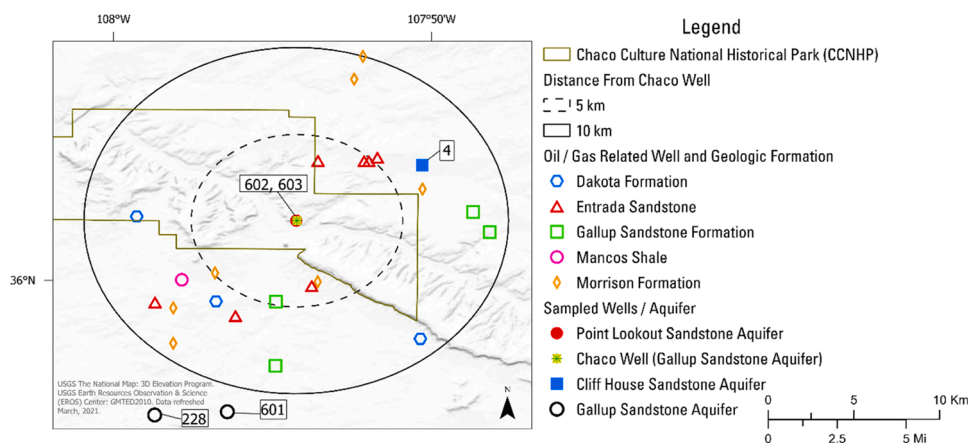 108°W
107°50'W
36°N
4
602, 603
228
601
USGS The National Map: 3D Elevation Program.
USGS Earth Resources Observation & Science
(EROS) Center: GMTED2010. Data refreshed
March, 2021.
N
Legend
Chaco Culture National Historical Park (CCNHP)
Distance From Chaco Well
5 km
10 km
Oil / Gas Related Well and Geologic Formation
Dakota Formation
Entrada Sandstone
Gallup Sandstone Formation
Mancos Shale
Morrison Formation
Sampled Wells / Aquifer
Point Lookout Sandstone Aquifer
Chaco Well (Gallup Sandstone Aquifer)
Cliff House Sandstone Aquifer
Gallup Sandstone Aquifer
0 5 10 Km
0 2.5 5 Mi